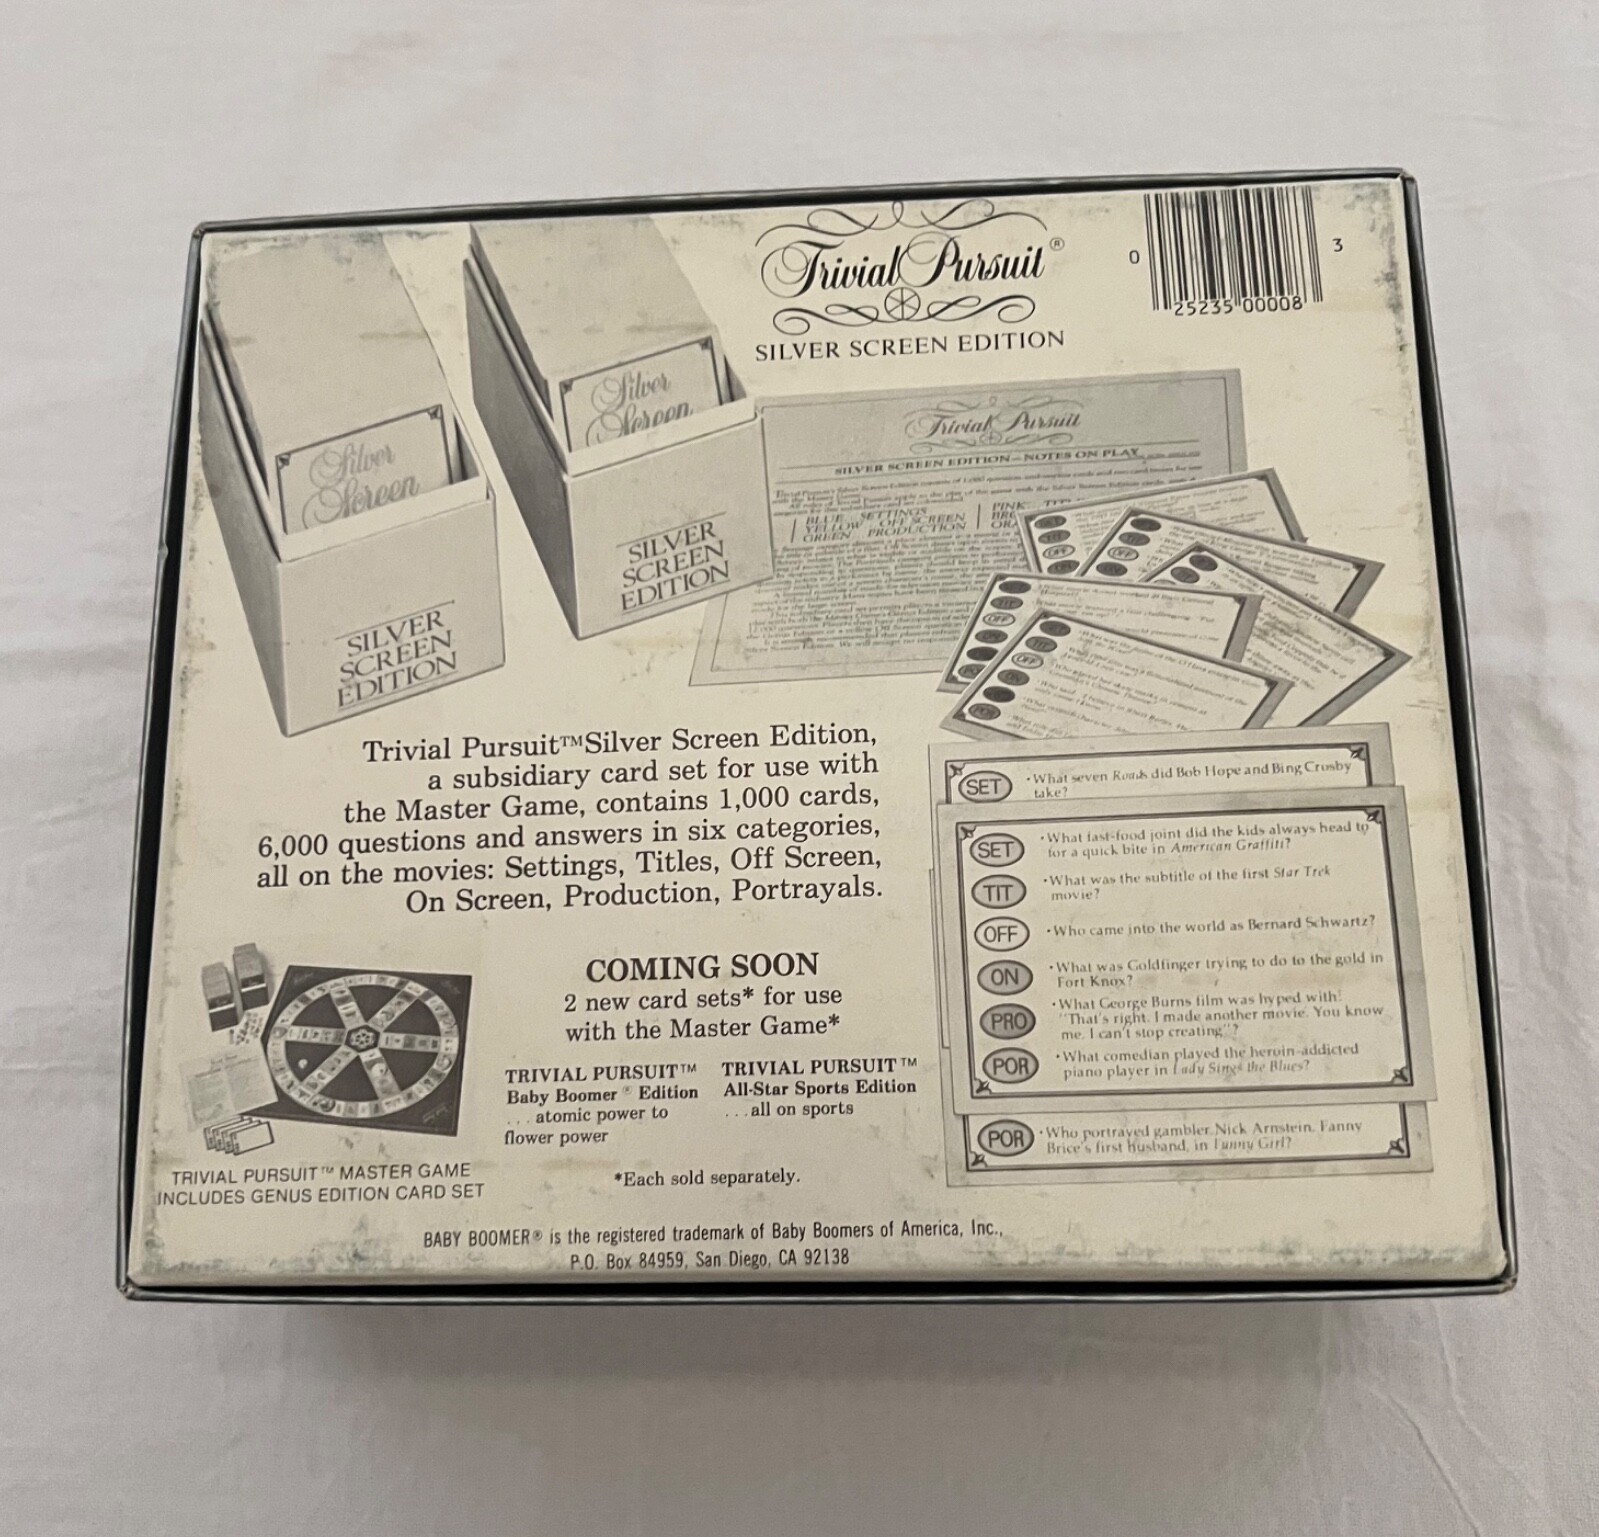 Trivial Pursuit®
SILVER SCREEN EDITION
0
25235 00008
3
Silver
Screen
SILVER
SCREEN
EDITION
Silver
Screen
SILVER
SCREEN
EDITION
Trivial Pursuit
SILVER SCREEN EDITION—NOTES ON PLAY
BLUE SETTINGS
YELLOW OFF SCREEN
GREEN PRODUCTION
PINK
Trivial Pursuit™ Silver Screen Edition,
a subsidiary card set for use with
the Master Game, contains 1,000 cards,
6,000 questions and answers in six categories,
all on the movies: Settings, Titles, Off Screen,
On Screen, Production, Portrayals.
SET
• What seven Roads did Bob Hope and Bing Crosby
take?
SET
• What fast-food joint did the kids always head to
for a quick bite in American Graffiti?
TIT
• What was the subtitle of the first Star Trek
movie?
OFF
• Who came into the world as Bernard Schwartz?
ON
• What was Goldfinger trying to do to the gold in
Fort Knox?
PRO
• What George Burns film was hyped with:
"That's right. I made another movie. You know
me. I can't stop creating"?
POR
• What comedian played the heroin-addicted
piano player in Lady Sings the Blues?
POR
• Who portrayed gambler Nick Arnstein, Fanny
Brice's first husband, in Funny Girl?
COMING SOON
2 new card sets* for use
with the Master Game*
TRIVIAL PURSUIT™
Baby Boomer® Edition
. . . atomic power to
flower power
TRIVIAL PURSUIT™
All-Star Sports Edition
. . . all on sports
*Each sold separately.
TRIVIAL PURSUIT™ MASTER GAME
INCLUDES GENUS EDITION CARD SET
BABY BOOMER® is the registered trademark of Baby Boomers of America, Inc.,
P.O. Box 84959, San Diego, CA 92138